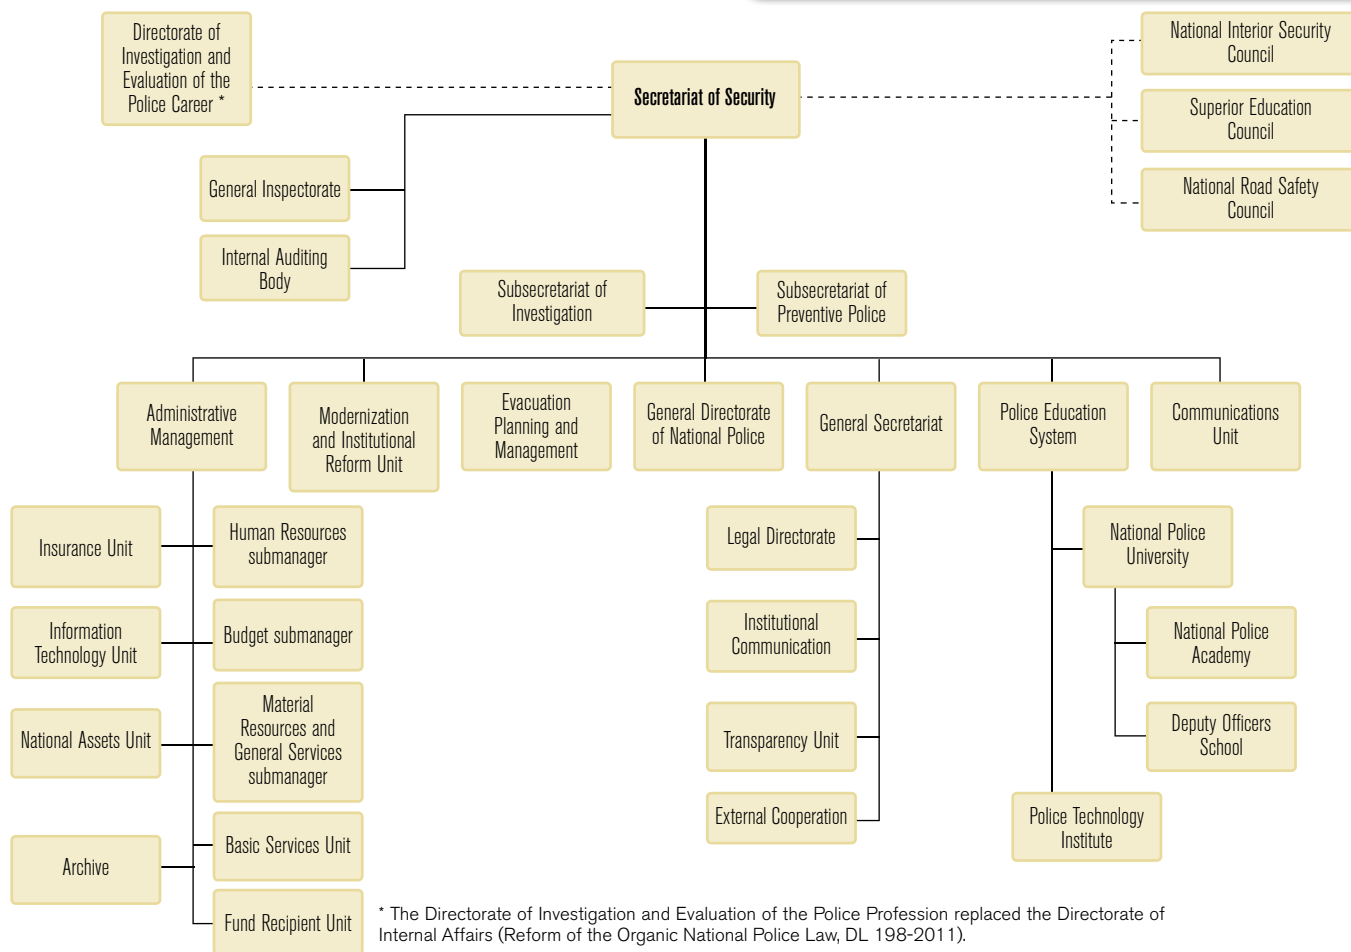 Directorate of
Investigation and
Evaluation of the
Police Career *
Secretariat of Security
National Interior Security
Council
Superior Education
Council
National Road Safety
Council
General Inspectorate
Internal Auditing
Body
Subsecretariat of
Investigation
Subsecretariat of
Preventive Police
Administrative
Management
Modernization
and Institutional
Reform Unit
Evacuation
Planning and
Management
General Directorate
of National Police
General Secretariat
Police Education
System
Communications
Unit
Insurance Unit
Human Resources
submanager
Information
Technology Unit
Budget submanager
National Assets Unit
Material
Resources and
General Services
submanager
Archive
Basic Services Unit
Fund Recipient Unit
Legal Directorate
Institutional
Communication
Transparency Unit
External Cooperation
National Police
University
National Police
Academy
Deputy Officers
School
Police Technology
Institute
* The Directorate of Investigation and Evaluation of the Police Profession replaced the Directorate of
Internal Affairs (Reform of the Organic National Police Law, DL 198-2011).